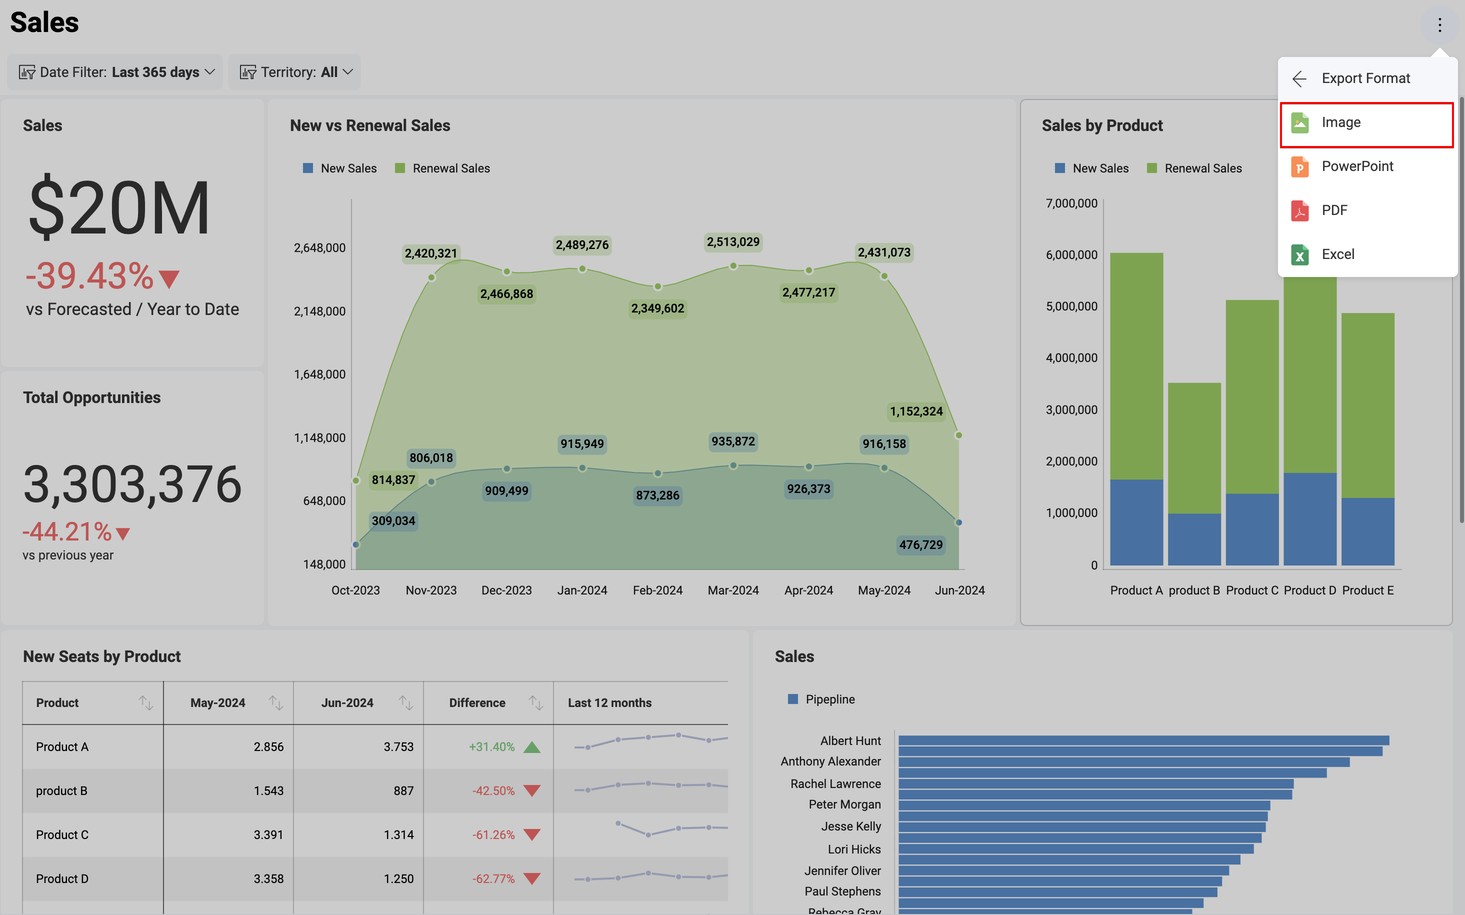 Sales
Date Filter: Last 365 days
Territory: All
Export Format
Image
PowerPoint
PDF
Excel
Sales
$20M
-39.43%
vs Forecasted / Year to Date
Total Opportunities
3,303,376
-44.21%
vs previous year
New vs Renewal Sales
New Sales Renewal Sales
2,648,000
2,148,000
1,648,000
1,148,000
648,000
148,000
2,420,321
2,466,868
2,489,276
2,349,602
2,513,029
2,477,217
2,431,073
1,152,324
814,837
309,034
806,018
909,499
915,949
873,286
935,872
926,373
916,158
476,729
Oct-2023 Nov-2023 Dec-2023 Jan-2024 Feb-2024 Mar-2024 Apr-2024 May-2024 Jun-2024
Sales by Product
New Sales Renewal Sales
7,000,000
6,000,000
5,000,000
4,000,000
3,000,000
2,000,000
1,000,000
0
Product A product B Product C Product D Product E
New Seats by Product
Product May-2024 Jun-2024 Difference Last 12 months
Product A 2.856 3.753 +31.40%
product B 1.543 887 -42.50%
Product C 3.391 1.314 -61.26%
Product D 3.358 1.250 -62.77%
Sales
Pipepline
Albert Hunt
Anthony Alexander
Rachel Lawrence
Peter Morgan
Jesse Kelly
Lori Hicks
Jennifer Oliver
Paul Stephens
Rebecca Gray